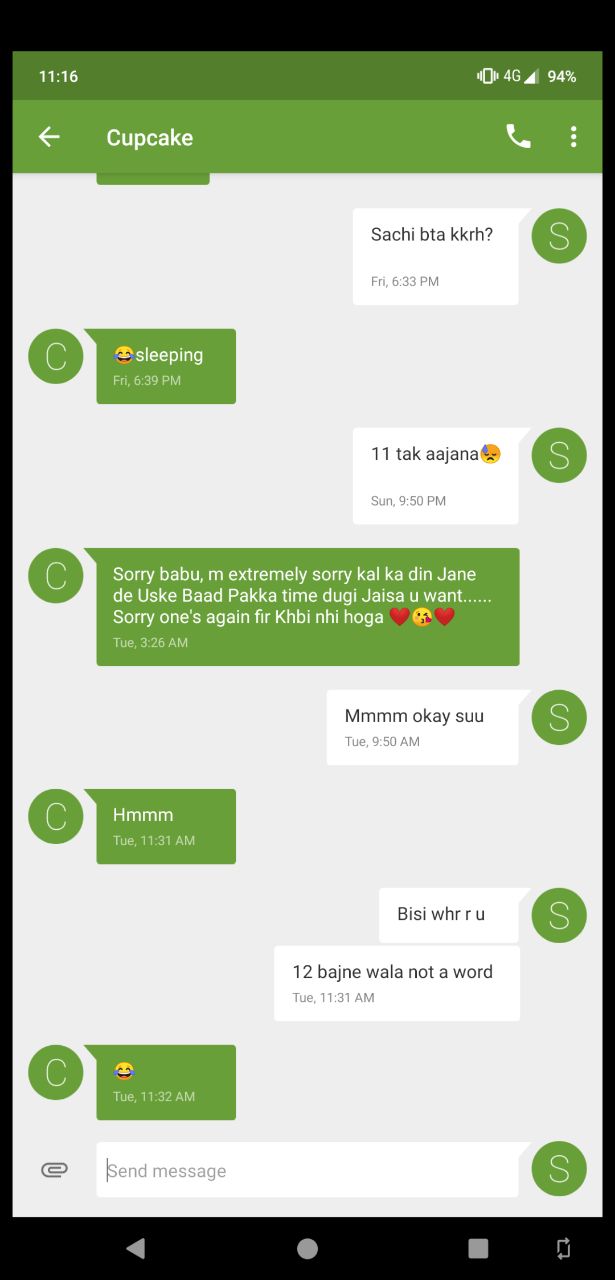 11:16 4G 94%
Cupcake
Sachi bta kkrh?
Fri, 6:33 PM
S
C
😂sleeping
Fri, 6:39 PM
11 tak aajana😓
Sun, 9:50 PM
S
C
Sorry babu, m extremely sorry kal ka din Jane
de Uske Baad Pakka time dugi Jaisa u want......
Sorry one's again fir Khbi nhi hoga ❤️😘❤️
Tue, 3:26 AM
Mmmm okay suu
Tue, 9:50 AM
S
C
Hmmm
Tue, 11:31 AM
Bisi whr r u
S
12 bajne wala not a word
Tue, 11:31 AM
C
😂
Tue, 11:32 AM
Send message
S